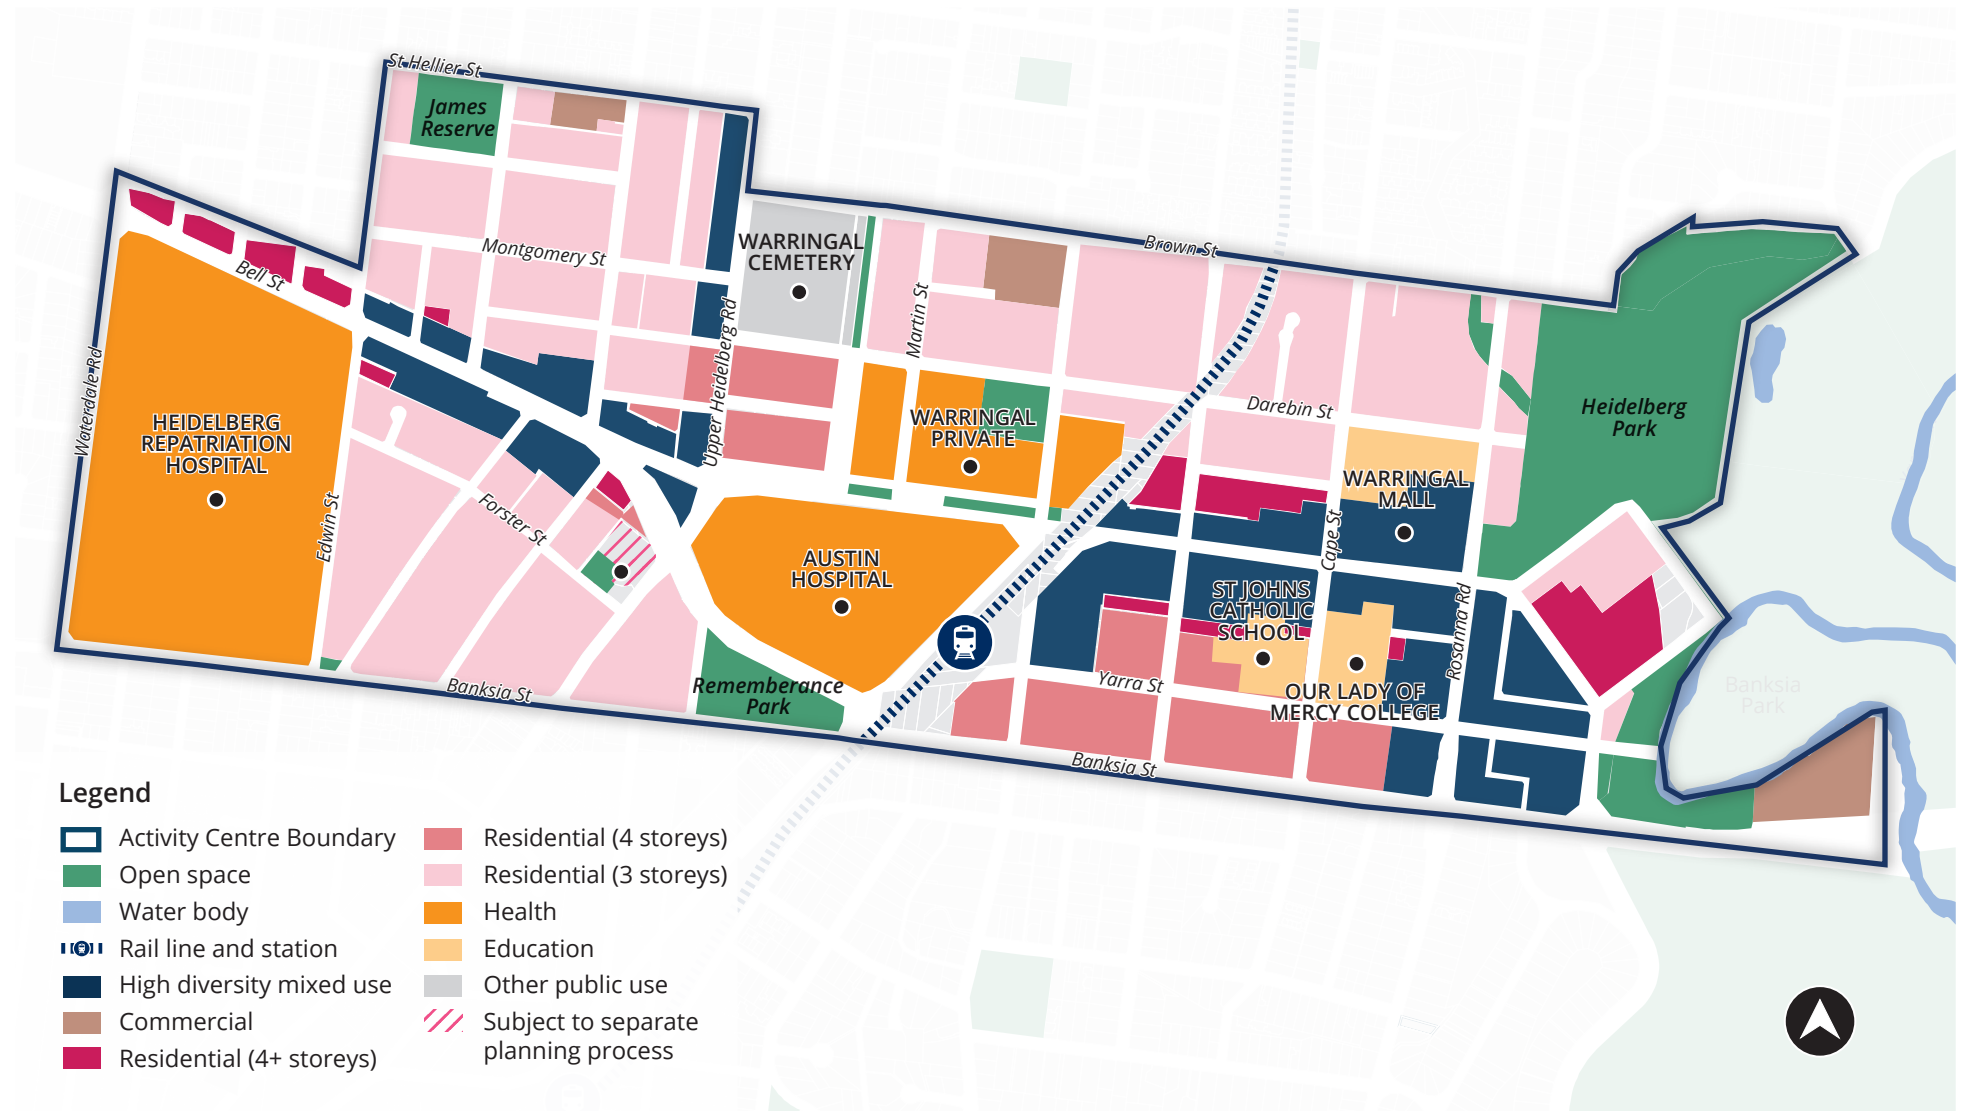 St Hellier St
James
Reserve
Montgomery St
WARRINGAL
CEMETERY
Brown St
Bell St
Martin St
Upper Heidelberg Rd
Waterdale Rd
HEIDELBERG
REPATRIATION
HOSPITAL
Edwin St
Forster St
WARRINGAL
PRIVATE
Darebin St
Heidelberg
Park
WARRINGAL
MALL
Cape St
AUSTIN
HOSPITAL
ST JOHNS
CATHOLIC
SCHOOL
Rosanna Rd
Yarra St
OUR LADY OF
MERCY COLLEGE
Rememberance
Park
Banksia
Park
Banksia St
Banksia St
Legend
Activity Centre Boundary
Open space
Water body
Rail line and station
High diversity mixed use
Commercial
Residential (4+ storeys)
Residential (4 storeys)
Residential (3 storeys)
Health
Education
Other public use
Subject to separate
planning process